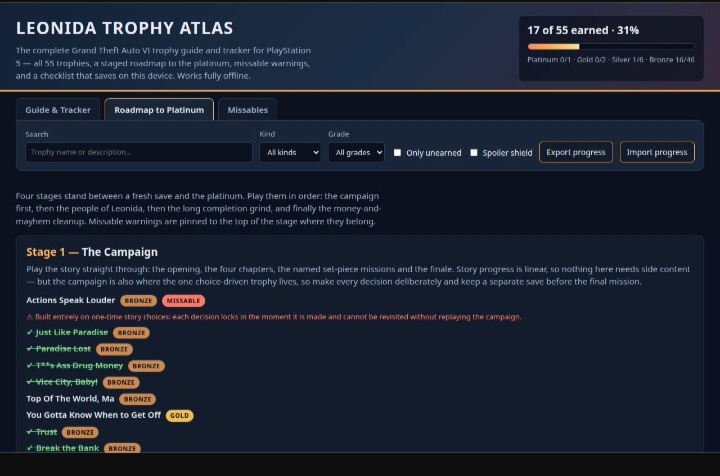 LEONIDA TROPHY ATLAS
The complete Grand Theft Auto VI trophy guide and tracker for PlayStation
5 — all 55 trophies, a staged roadmap to the platinum, missable warnings,
and a checklist that saves on this device. Works fully offline.
17 of 55 earned · 31%
Platinum 0/1 · Gold 0/2 · Silver 1/6 · Bronze 16/46
Guide & Tracker
Roadmap to Platinum
Missables
Search
Kind
Grade
Trophy name or description...
All kinds
All grades
Only unearned
Spoiler shield
Export progress
Import progress
Four stages stand between a fresh save and the platinum. Play them in order: the campaign
first, then the people of Leonida, then the long completion grind, and finally the money-and-
mayhem cleanup. Missable warnings are pinned to the top of the stage where they belong.
Stage 1 — The Campaign
Play the story straight through: the opening, the four chapters, the named set-piece missions and the finale. Story progress is linear, so nothing here needs side content
— but the campaign is also where the one choice-driven trophy lives, so make every decision deliberately and keep a separate save before the final mission.
Actions Speak Louder BRONZE MISSABLE
⚠ Built entirely on one-time story choices: each decision locks in the moment it is made and cannot be revisited without replaying the campaign.
✓ Just Like Paradise BRONZE
✓ Paradise Lost BRONZE
✓ T**s Ass Drug Money BRONZE
✓ Vice City, Baby! BRONZE
Top Of The World, Ma BRONZE
You Gotta Know When to Get Off GOLD
✓ Trust BRONZE
✓ Break the Bank BRONZE